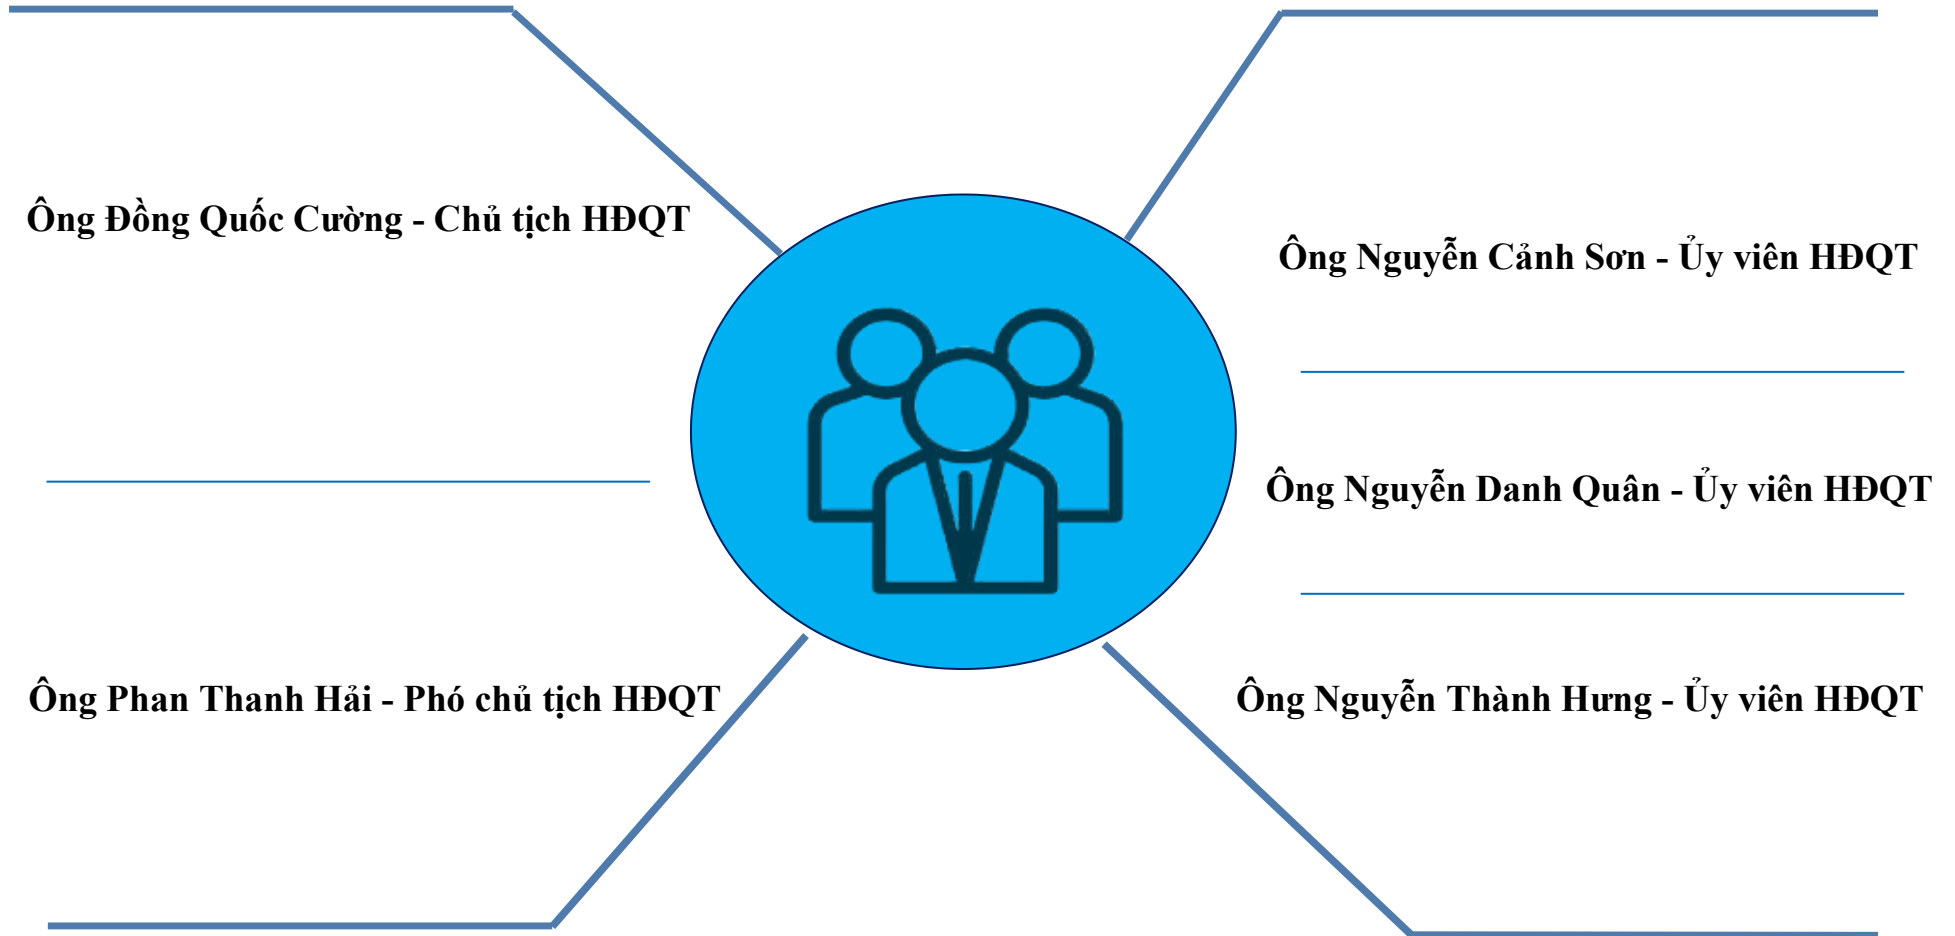 Ông Đồng Quốc Cường - Chủ tịch HĐQT
Ông Phan Thanh Hải - Phó chủ tịch HĐQT
Ông Nguyễn Cảnh Sơn - Ủy viên HĐQT
Ông Nguyễn Danh Quân - Ủy viên HĐQT
Ông Nguyễn Thành Hưng - Ủy viên HĐQT